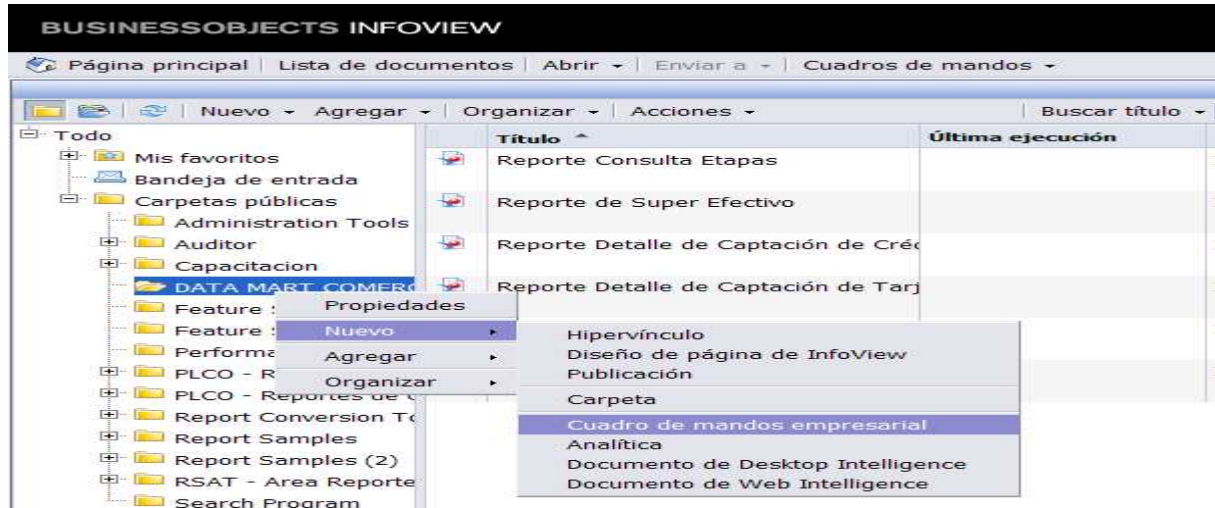 BUSINESSOBJECTS INFOVIEW
Página principal | Lista de documentos | Abrir | Enviar a | Cuadros de mandos
Nuevo Agregar | Organizar | Acciones | Buscar título
Todo
Mis favoritos
Bandeja de entrada
Carpetas públicas
Administration Tools
Auditor
Capacitacion
DATA MART COMERC
Feature
Feature
Performa
PLCO - R
PLCO - Reportes de
Report Conversion To
Report Samples
Report Samples (2)
RSAT - Area Reporte
Search Program
Título Última ejecución
Reporte Consulta Etapas
Reporte de Super Efectivo
Reporte Detalle de Captación de Créd
Reporte Detalle de Captación de Tarj
Propiedades
Nuevo
Agregar
Organizar
Hipervínculo
Diseño de página de InfoView
Publicación
Carpeta
Cuadro de mandos empresarial
Analítica
Documento de Desktop Intelligence
Documento de Web Intelligence